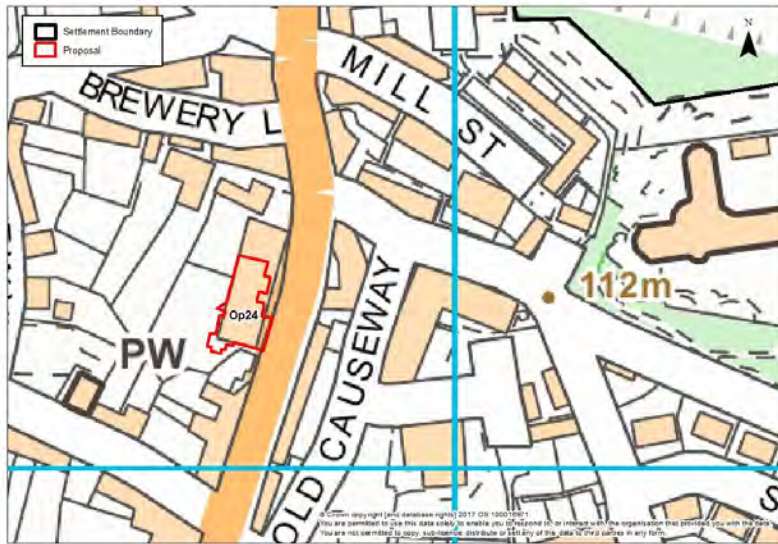 Settlement Boundary
Proposal
N
MILL ST
BREWERY L
OLD CAUSEWAY
112m
Op24
PW
S
© Crown copyright [and database rights] 2017 OS 100016971.
You are permitted to use this data solely to enable you to respond to, or interact with, the organisation that provided you with the data.
You are not permitted to copy, sub-licence, distribute or sell any of this data to third parties in any form.